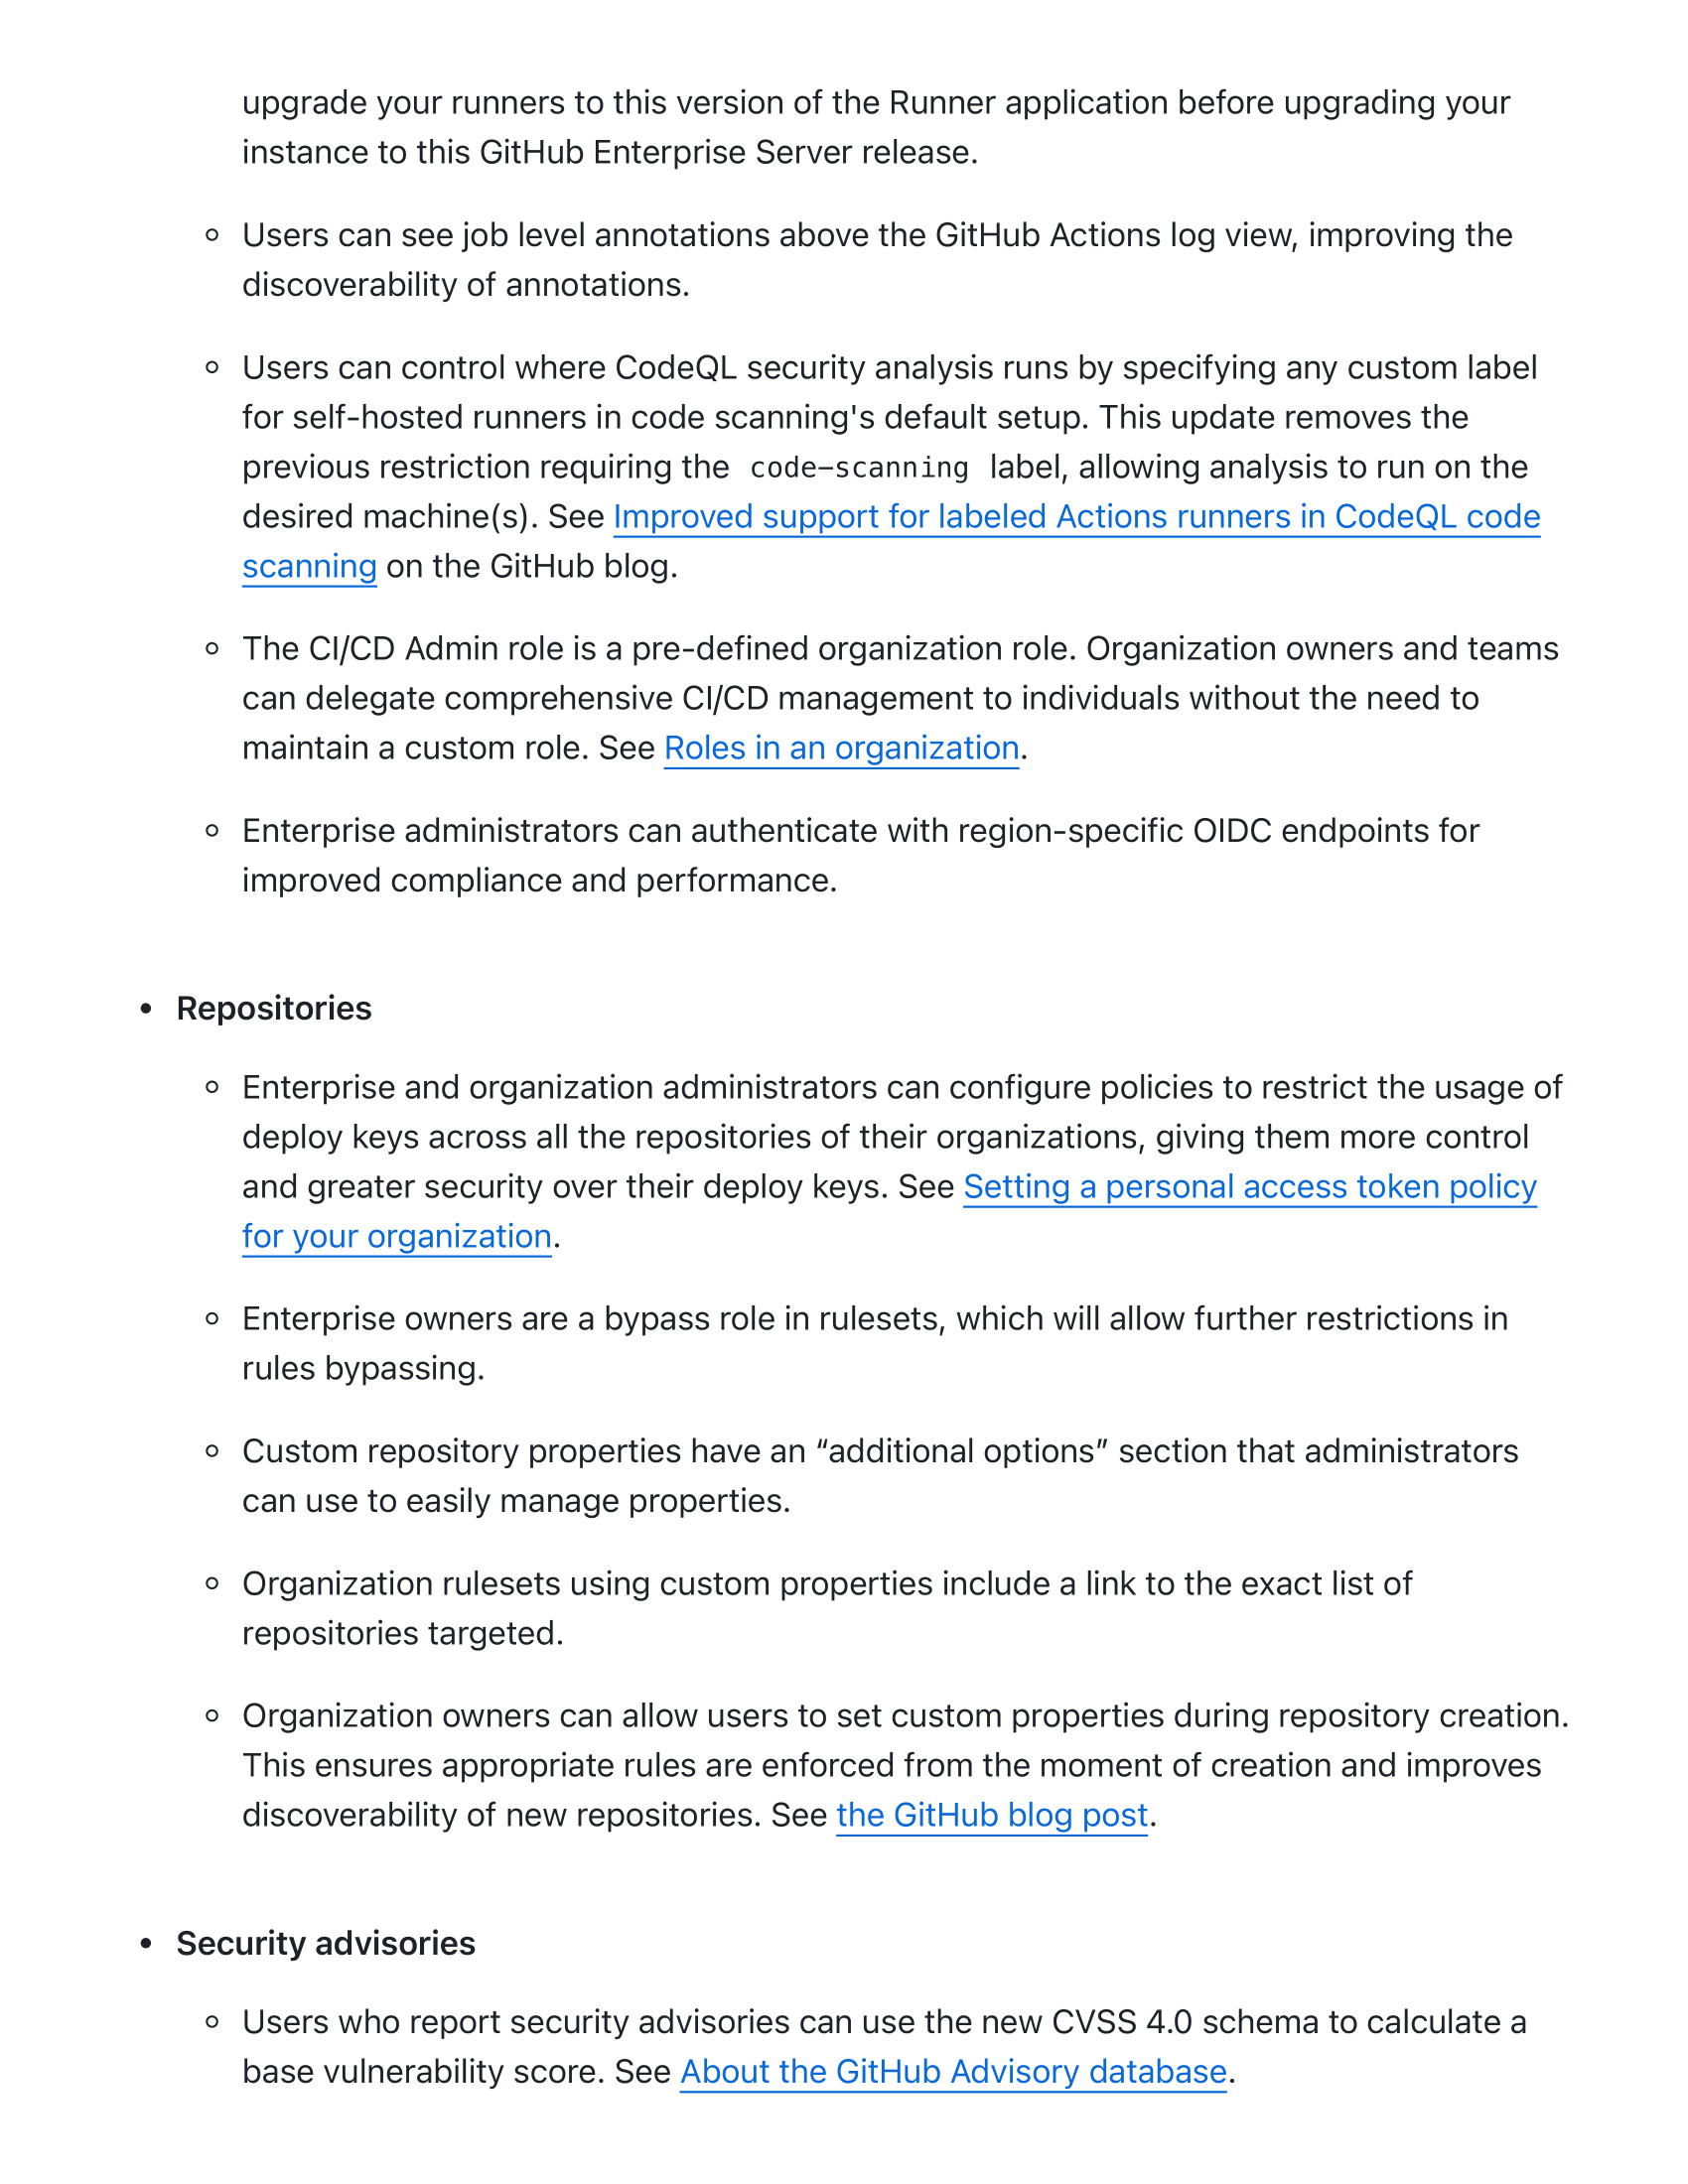 upgrade your runners to this version of the Runner application before upgrading your
instance to this GitHub Enterprise Server release.
Users can see job level annotations above the GitHub Actions log view, improving the
discoverability of annotations.
Users can control where CodeQL security analysis runs by specifying any custom label
for self-hosted runners in code scanning's default setup. This update removes the
previous restriction requiring the code-scanning label, allowing analysis to run on the
desired machine(s). See Improved support for labeled Actions runners in CodeQL code
scanning on the GitHub blog.
The CI/CD Admin role is a pre-defined organization role. Organization owners and teams
can delegate comprehensive CI/CD management to individuals without the need to
maintain a custom role. See Roles in an organization.
Enterprise administrators can authenticate with region-specific OIDC endpoints for
improved compliance and performance.
Repositories
Enterprise and organization administrators can configure policies to restrict the usage of
deploy keys across all the repositories of their organizations, giving them more control
and greater security over their deploy keys. See Setting a personal access token policy
for your organization.
Enterprise owners are a bypass role in rulesets, which will allow further restrictions in
rules bypassing.
Custom repository properties have an “additional options” section that administrators
can use to easily manage properties.
Organization rulesets using custom properties include a link to the exact list of
repositories targeted.
Organization owners can allow users to set custom properties during repository creation.
This ensures appropriate rules are enforced from the moment of creation and improves
discoverability of new repositories. See the GitHub blog post.
Security advisories
Users who report security advisories can use the new CVSS 4.0 schema to calculate a
base vulnerability score. See About the GitHub Advisory database.